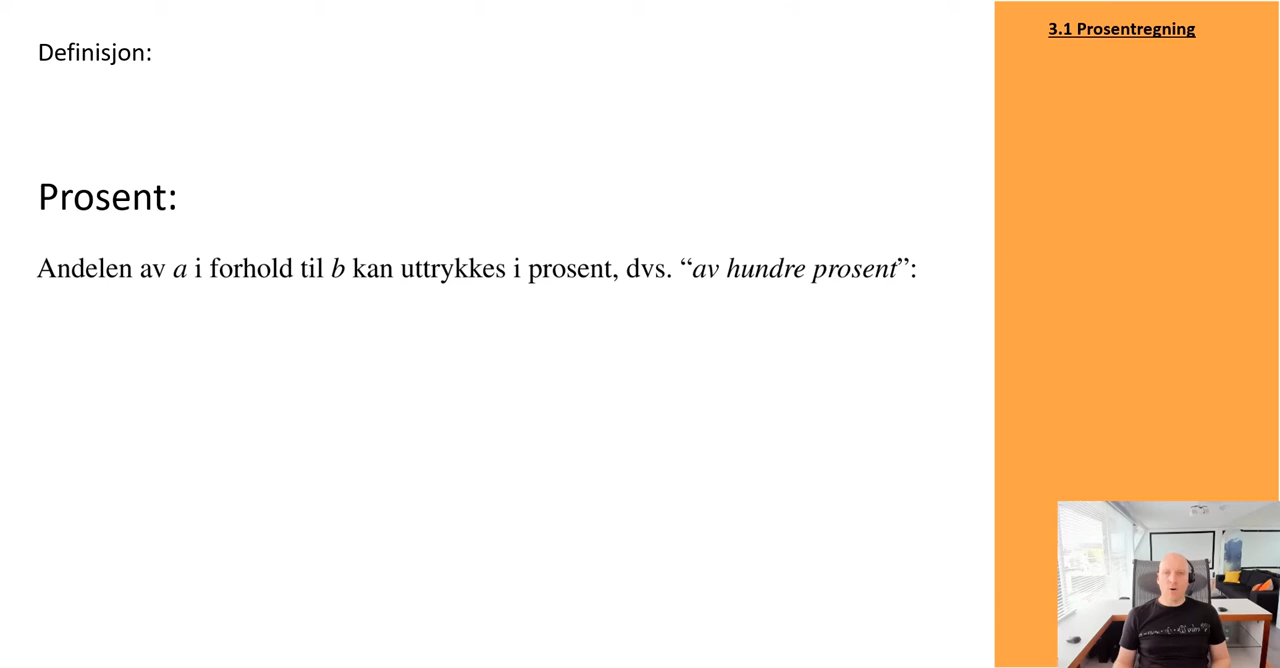 3.1 Prosentregning
Definisjon:
Prosent:
Andelen av a i forhold til b kan uttrykkes i prosent, dvs. “av hundre prosent”: